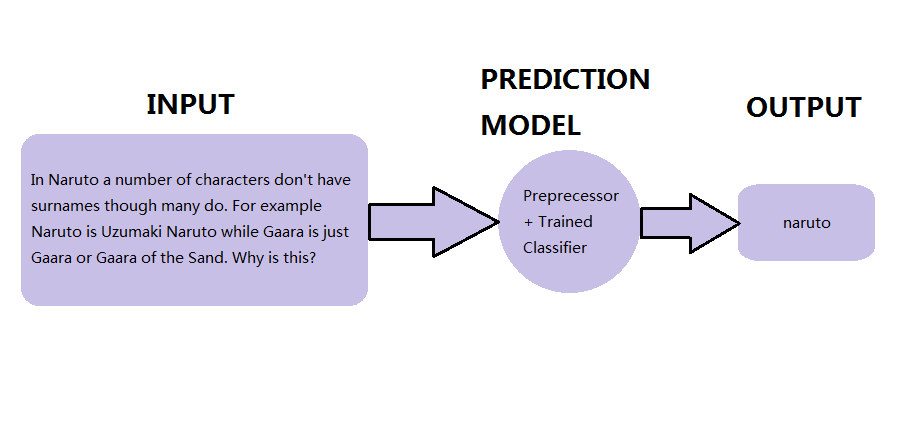 INPUT
In Naruto a number of characters don't have
surnames though many do. For example
Naruto is Uzumaki Naruto while Gaara is just
Gaara or Gaara of the Sand. Why is this?
PREDICTION
MODEL
Preprecessor
+ Trained
Classifier
OUTPUT
naruto